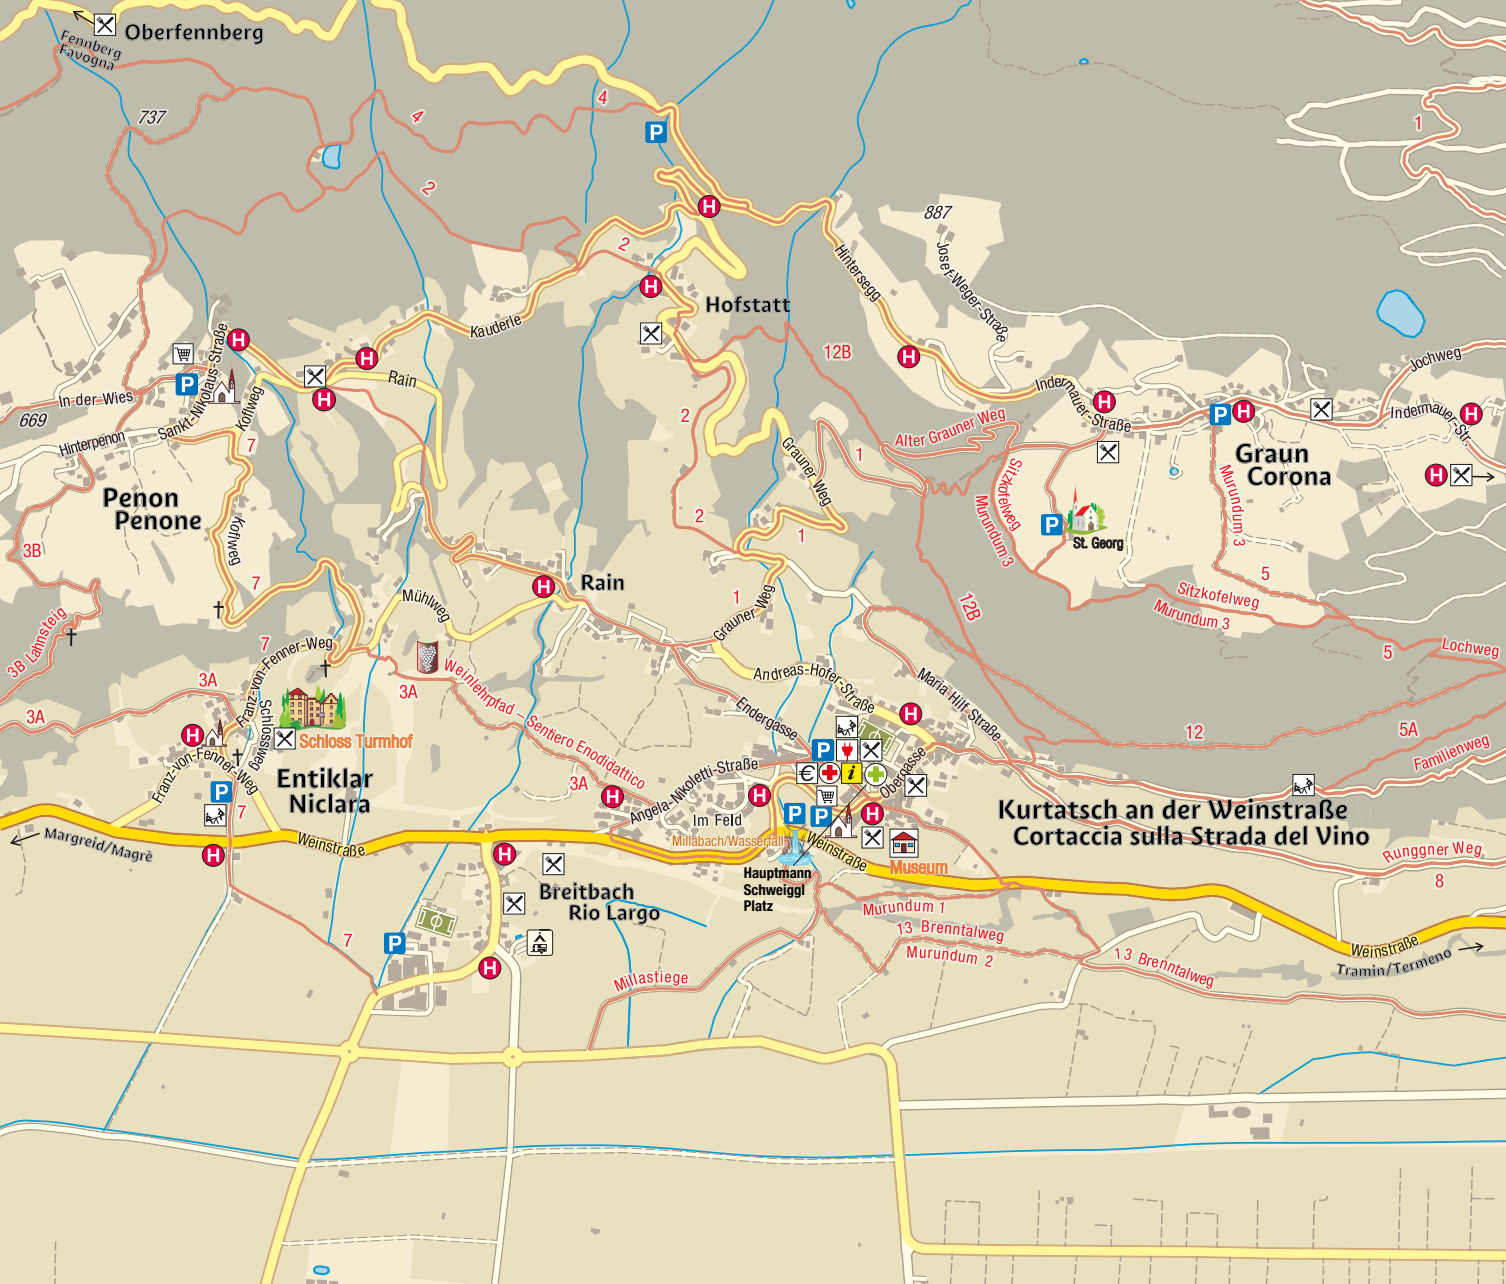 Oberfennberg
Fennberg
Favogna
737
4
4
P
2
H
887
1
Hintersegg
Josef-Weger-Straße
2
H
Hofstatt
Kauderle
H
H
P
Sankt-Nikolaus-Straße
Rain
H
12B
H
Jochweg
In der Wies
669
Koflweg
Hinterpenon
7
2
Indermauer-Straße
H
P
H
Indermauer-Str.
H
Alter Grauner Weg
1
Grauner Weg
Graun
Corona
H
Penon
Penone
Sitzkofelweg
Murundum 3
Murundum 3
P
St. Georg
Koflweg
2
1
3B
7
H
Rain
5
Sitzkofelweg
Murundum 3
Mühlweg
1
Grauner Weg
12B
3B Lahnsteig
7
Franz-von-Fenner-Weg
5
Lochweg
3A
3A
3A
Weinlehrpfad – Sentiero Enodidattico
Andreas-Hofer-Straße
Maria-Hilf-Straße
Endergasse
H
H
Schlossweg
Schloss Turmhof
12
5A
Familienweg
Franz-von-Fenner-Weg
P
Entiklar
Niclara
3A
H
Angela-Nikoletti-Straße
H
P
€
i
Obergasse
7
Im Feld
P
P
H
Kurtatsch an der Weinstraße
Cortaccia sulla Strada del Vino
Margreid/Magrè
H
Weinstraße
H
Millabach/Wasserfall
Weinstraße
Museum
Runggner Weg
8
Hauptmann
Schweiggl
Platz
Breitbach
Rio Largo
Murundum 1
13 Brenntalweg
Murundum 2
7
P
H
Millastiege
13 Brenntalweg
Weinstraße
Tramin/Termeno